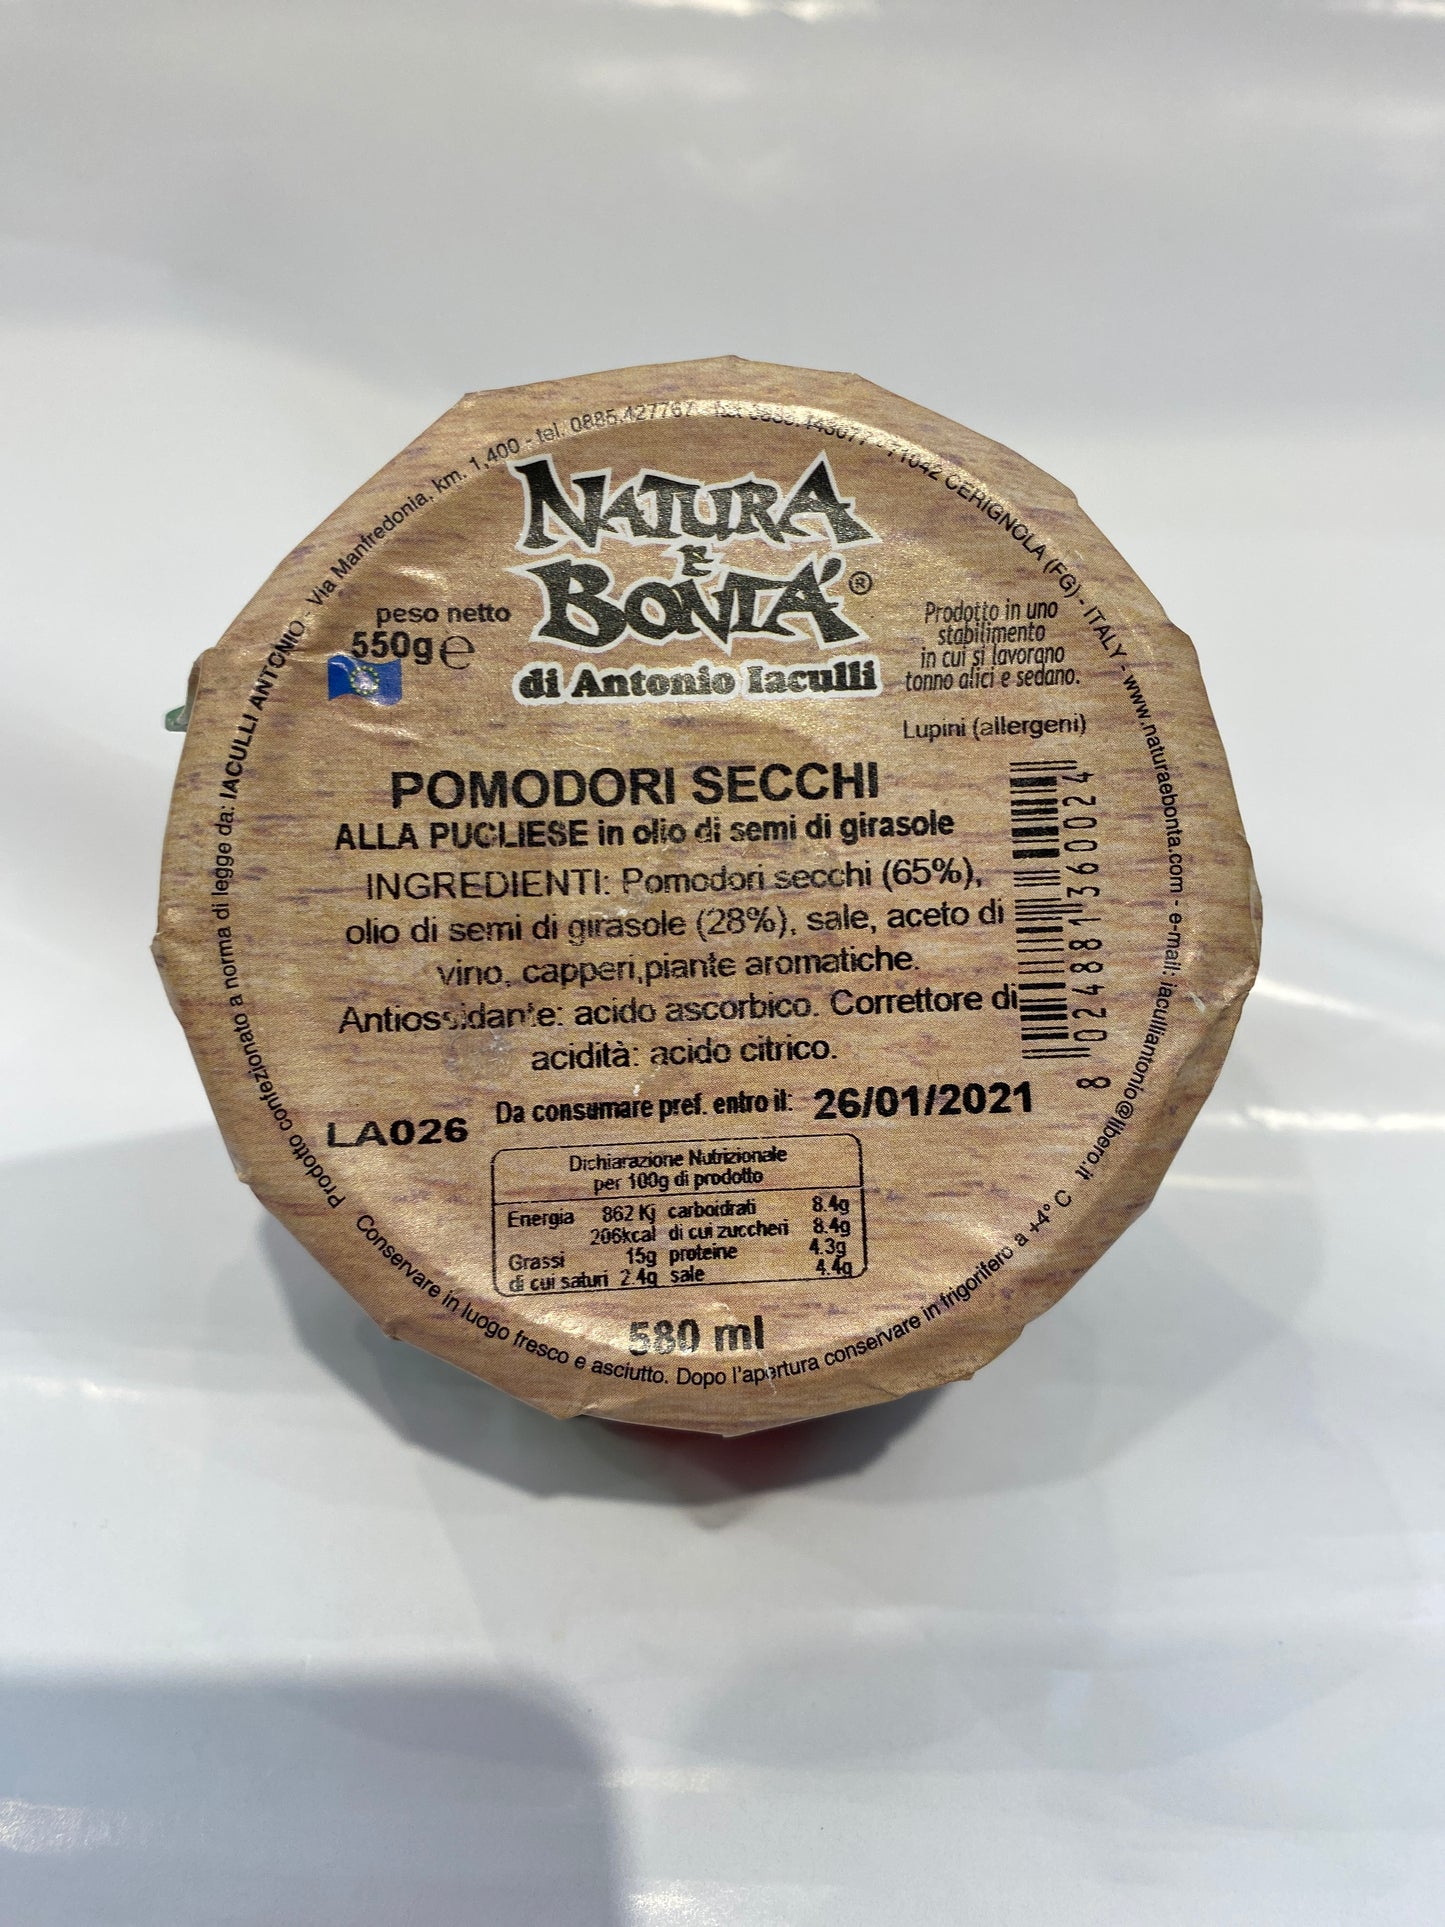 Prodotto confezionato a norma di legge da: IACULLI ANTONIO - Via Manfredonia, km. 1,400 - tel. 0885.427767 - fax - 71042 CERIGNOLA (FG) - ITALY - www.naturaebonta.com - e-mail: iaculliantonio@libero.it
NATURA
E
BONTÁ®
di Antonio Iaculli
peso netto
550g e
Prodotto in uno
stabilimento
in cui si lavorano
tonno alici e sedano.
Lupini (allergeni)
POMODORI SECCHI
ALLA PUGLIESE in olio di semi di girasole
INGREDIENTI: Pomodori secchi (65%),
olio di semi di girasole (28%), sale, aceto di
vino, capperi,piante aromatiche.
Antiossidante: acido ascorbico. Correttore di
acidità: acido citrico.
8 024881 360027
LA026
Da consumare pref. entro il: 26/01/2021
Dichiarazione Nutrizionale
per 100g di prodotto
Energia 862 Kj carboidrati 8.4g
206kcal di cui zuccheri 8.4g
Grassi 15g proteine 4.3g
di cui saturi 2.4g sale 4.4g
580 ml
Conservare in luogo fresco e asciutto. Dopo l'apertura conservare in frigorifero a +4° C